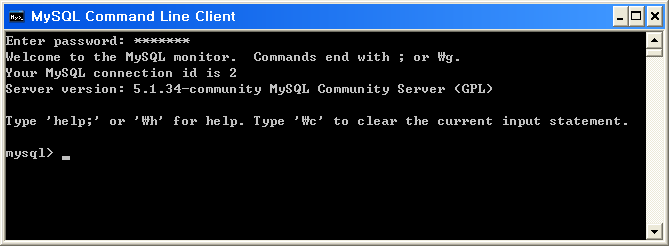 MySQL Command Line Client
Enter password: *******
Welcome to the MySQL monitor.  Commands end with ; or ₩g.
Your MySQL connection id is 2
Server version: 5.1.34-community MySQL Community Server (GPL)
Type 'help;' or '₩h' for help. Type '₩c' to clear the current input statement.
mysql> _